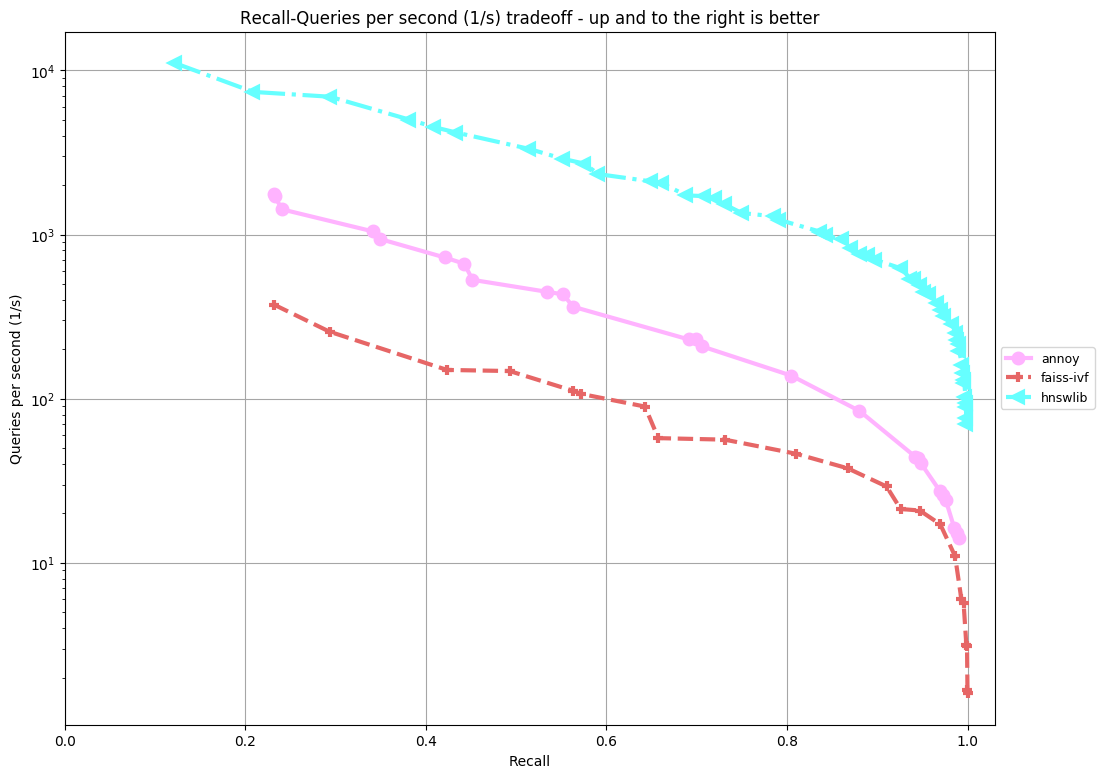 Recall-Queries per second (1/s) tradeoff - up and to the right is better
Queries per second (1/s)
10⁴
10³
10²
10¹
0.0 0.2 0.4 0.6 0.8 1.0
Recall
annoy
faiss-ivf
hnswlib